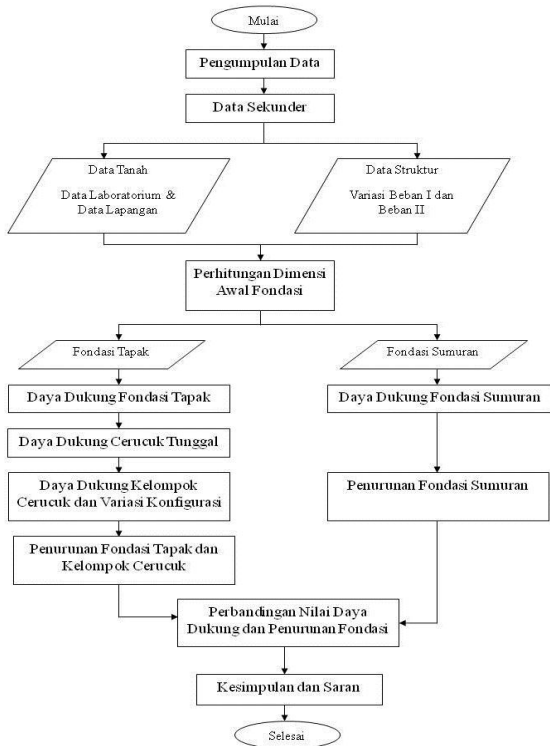 Mulai
Pengumpulan Data
Data Sekunder
Data Tanah
Data Laboratorium &
Data Lapangan
Data Struktur
Variasi Beban I dan
Beban II
Perhitungan Dimensi
Awal Fondasi
Fondasi Tapak
Fondasi Sumuran
Daya Dukung Fondasi Tapak
Daya Dukung Fondasi Sumuran
Daya Dukung Cerucuk Tunggal
Daya Dukung Kelompok
Cerucuk dan Variasi Konfigurasi
Penurunan Fondasi Sumuran
Penurunan Fondasi Tapak dan
Kelompok Cerucuk
Perbandingan Nilai Daya
Dukung dan Penurunan Fondasi
Kesimpulan dan Saran
Selesai